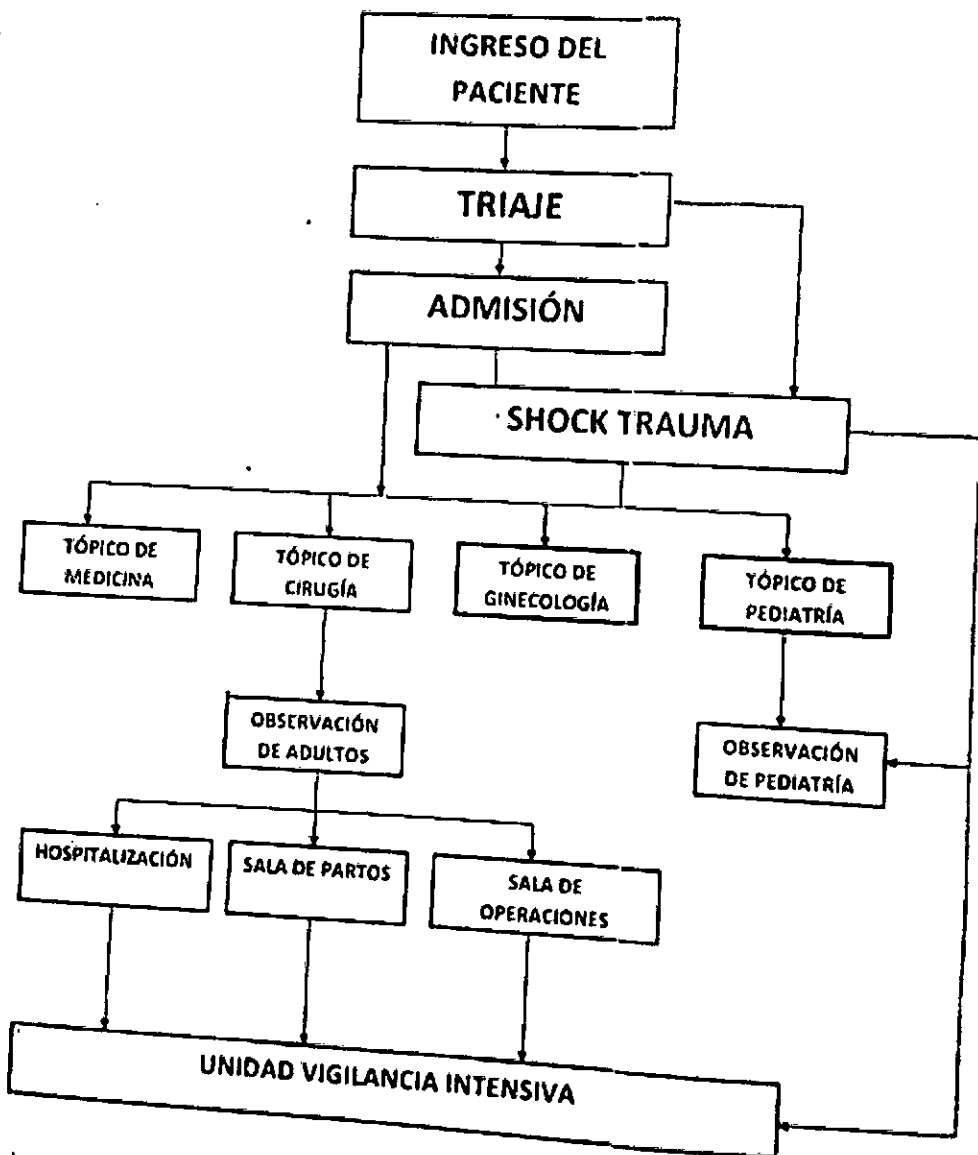 INGRESO DEL
PACIENTE
TRIAJE
ADMISIÓN
SHOCK TRAUMA
TÓPICO DE
MEDICINA
TÓPICO DE
CIRUGÍA
TÓPICO DE
GINECOLOGÍA
TÓPICO DE
PEDIATRÍA
OBSERVACIÓN
DE ADULTOS
OBSERVACIÓN
DE PEDIATRÍA
HOSPITALIZACIÓN
SALA DE PARTOS
SALA DE
OPERACIONES
UNIDAD VIGILANCIA INTENSIVA